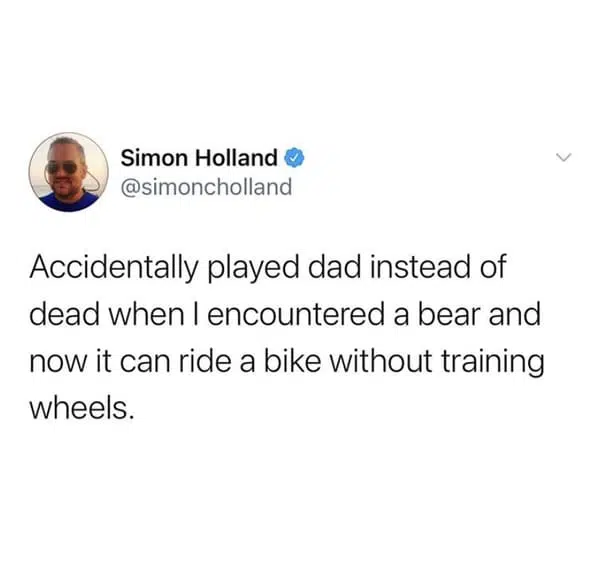 Simon Holland
@simoncholland
Accidentally played dad instead of
dead when I encountered a bear and
now it can ride a bike without training
wheels.